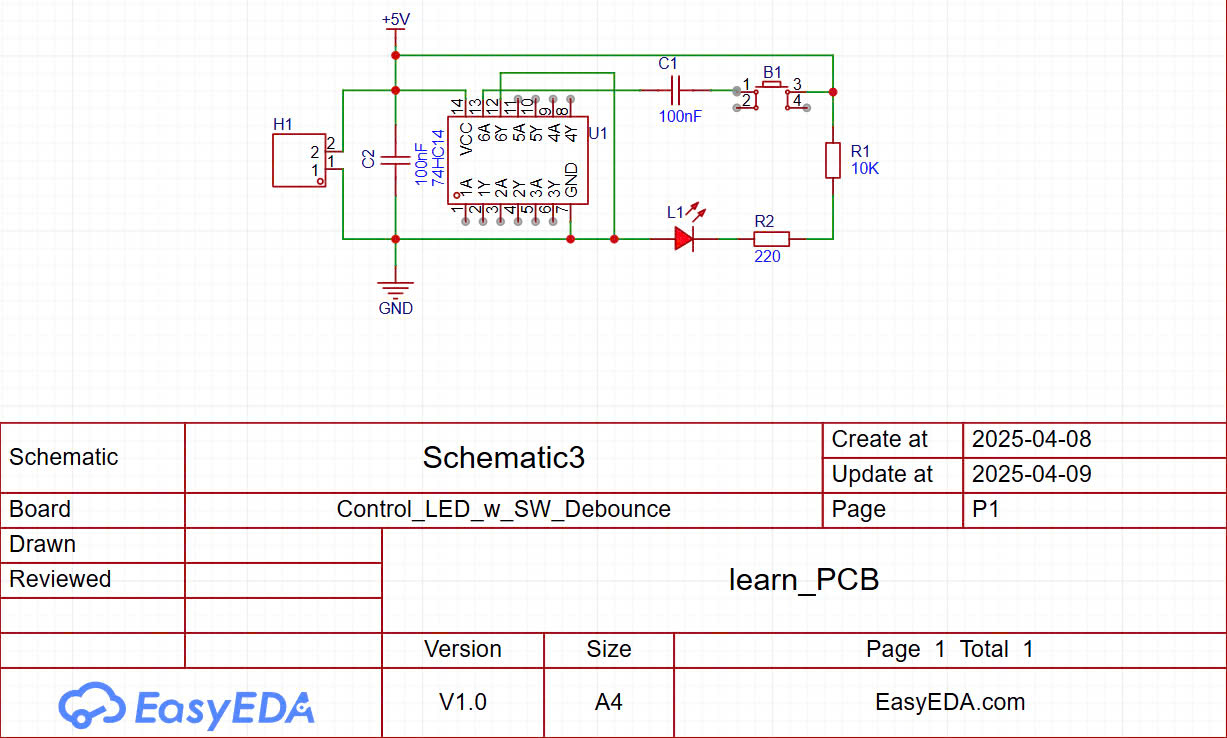 +5V
C1
B1
1
3
2
4
100nF
H1
2
2
1
1
C2
100nF
74HC14
14
13
12
11
10
9
8
VCC
6A
6Y
5A
5Y
4A
4Y
U1
1A
1Y
2A
2Y
3A
3Y
GND
1
2
3
4
5
6
7
R1
10K
L1
R2
220
GND
Schematic
Schematic3
Create at
2025-04-08
Update at
2025-04-09
Board
Control_LED_w_SW_Debounce
Page
P1
Drawn
Reviewed
learn_PCB
Version
Size
Page 1 Total 1
EasyEDA
V1.0
A4
EasyEDA.com